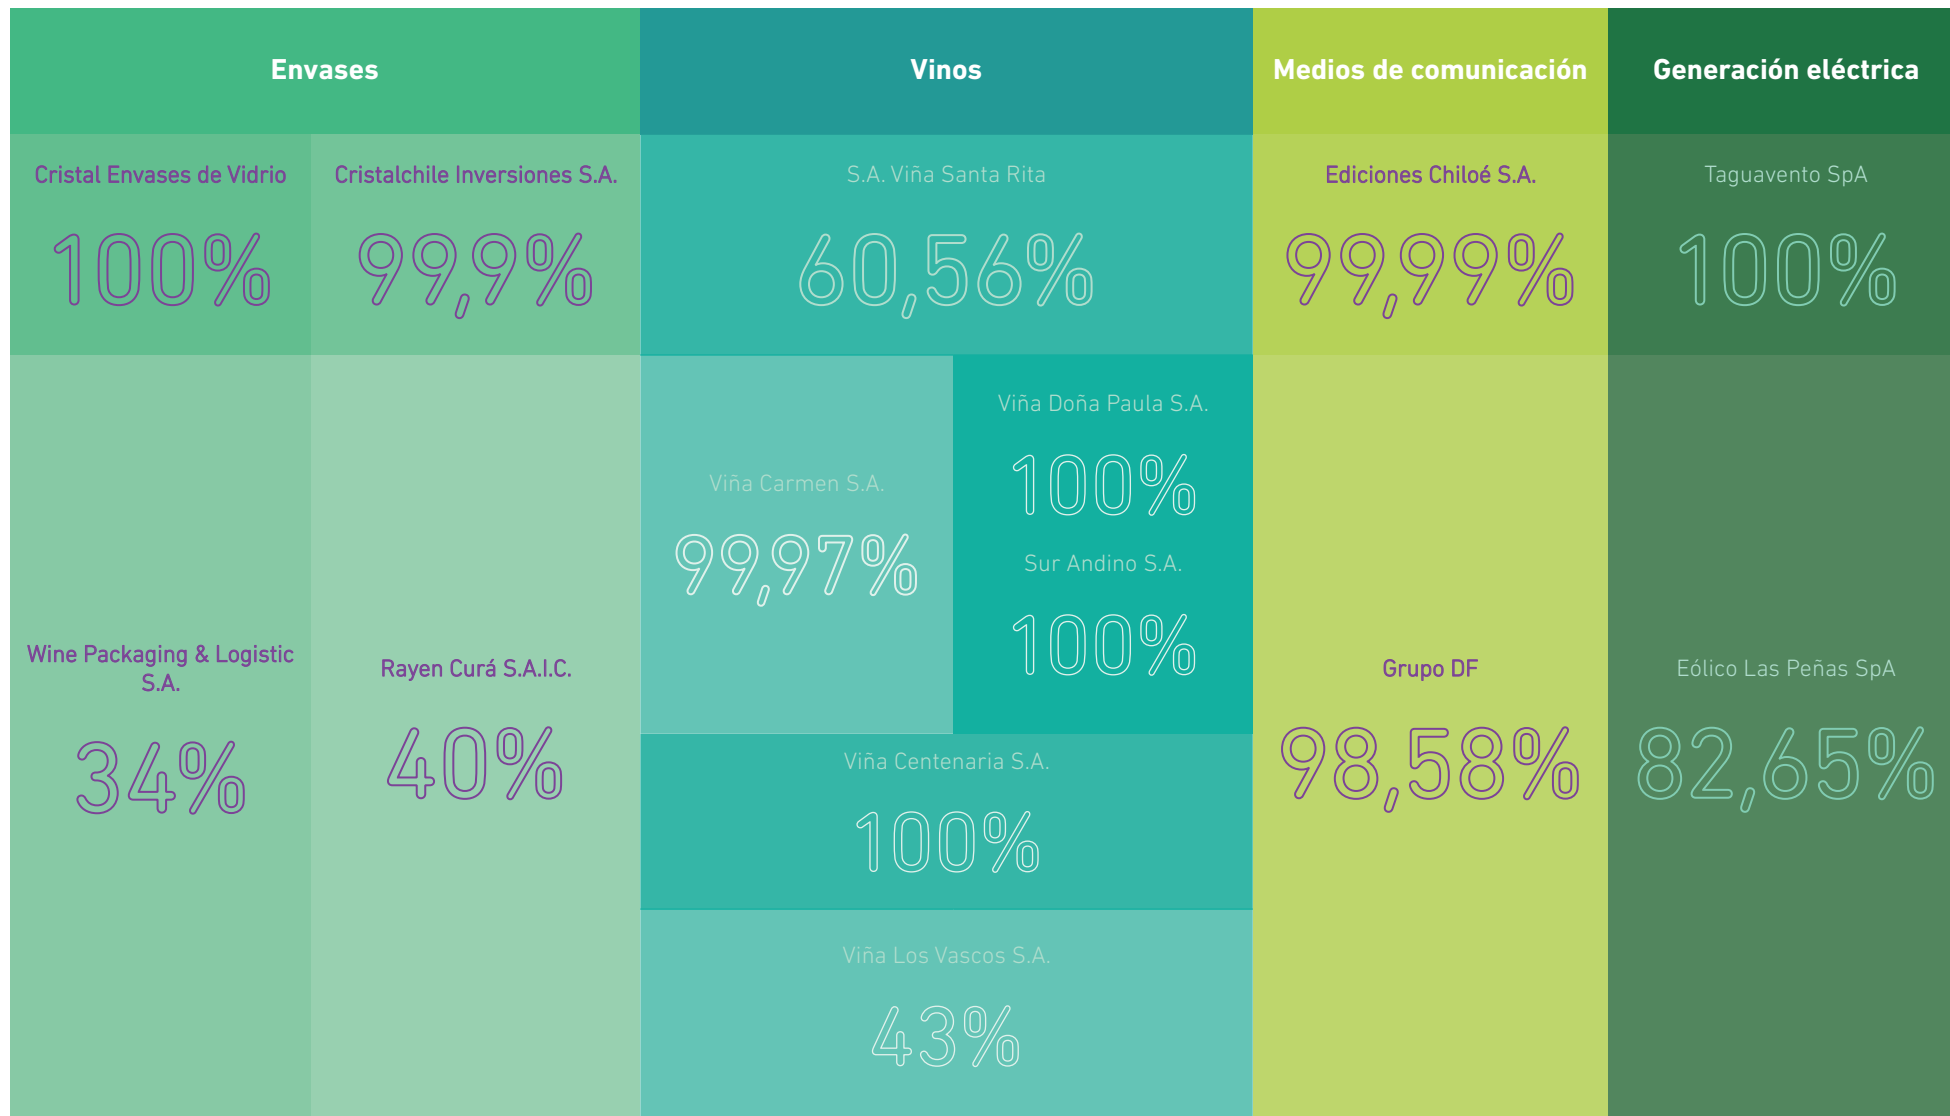 Envases
Vinos
Medios de comunicación
Generación eléctrica
Cristal Envases de Vidrio
100%
Cristalchile Inversiones S.A.
99,9%
S.A. Viña Santa Rita
60,56%
Ediciones Chiloé S.A.
99,99%
Taguavento SpA
100%
Wine Packaging & Logistic
S.A.
34%
Rayen Curá S.A.I.C.
40%
Viña Carmen S.A.
99,97%
Viña Doña Paula S.A.
100%
Sur Andino S.A.
100%
Viña Centenaria S.A.
100%
Viña Los Vascos S.A.
43%
Grupo DF
98,58%
Eólico Las Peñas SpA
82,65%